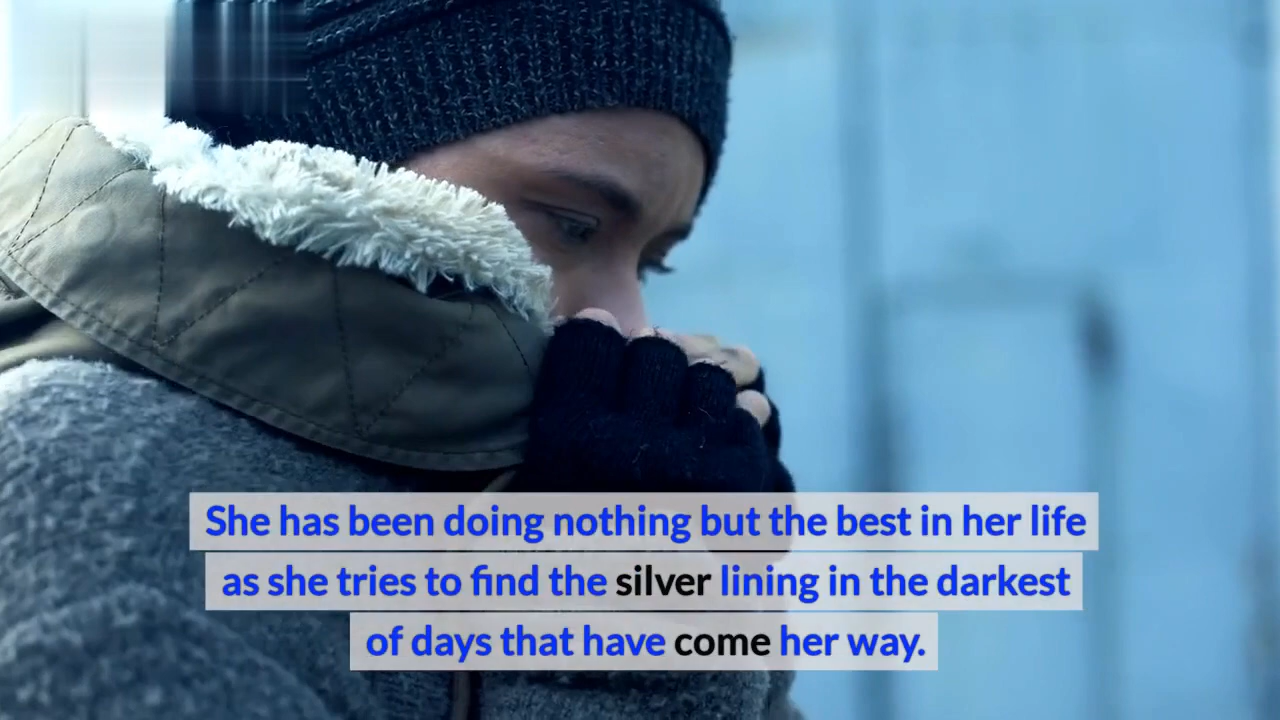 She has been doing nothing but the best in her life
as she tries to find the silver lining in the darkest
of days that have come her way.